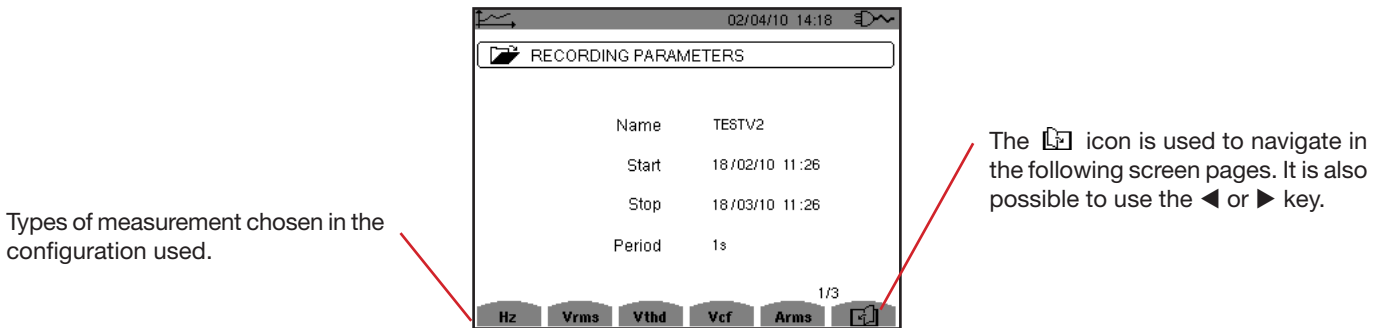 02/04/10 14:18
RECORDING PARAMETERS
Name TESTV2
Start 18/02/10 11:26
Stop 18/03/10 11:26
Period 1s
1/3
Hz Vrms Vthd Vcf Arms
Types of measurement chosen in the
configuration used.
The icon is used to navigate in
the following screen pages. It is also
possible to use the ◀ or ▶ key.